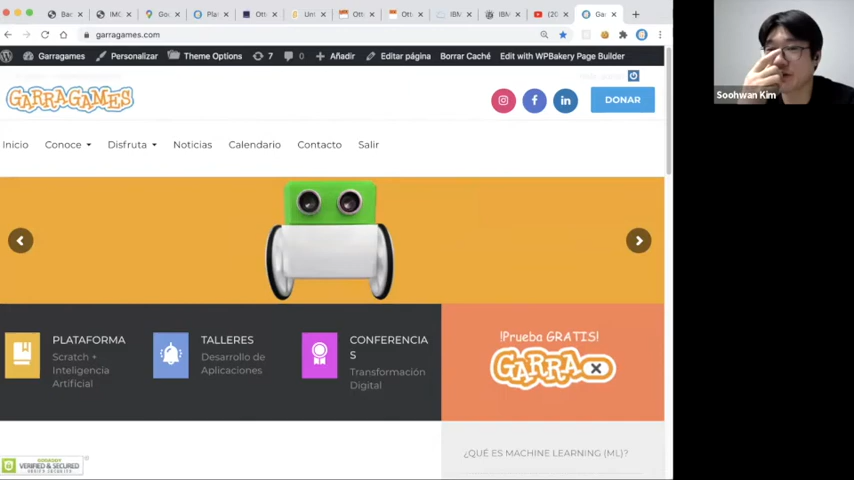 garragames.com
Garragames Personalizar Theme Options 7 0 Añadir Editar página Borrar Caché Edit with WPBakery Page Builder
GARRAGAMES
DONAR
Inicio Conoce Disfruta Noticias Calendario Contacto Salir
PLATAFORMA
Scratch +
Inteligencia
Artificial
TALLERES
Desarrollo de
Aplicaciones
CONFERENCIA
S
Transformación
Digital
¡Prueba GRATIS!
GARRA X
¿QUÉ ES MACHINE LEARNING (ML)?
VERIFIED & SECURED
Soohwan Kim